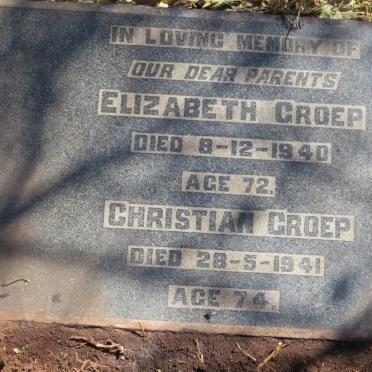 IN LOVING MEMORY OF
OUR DEAR PARENTS
ELIZABETH GROEP
DIED 8-12-1940
AGE 72.
CHRISTIAN GROEP
DIED 28-5-1941
AGE 74.